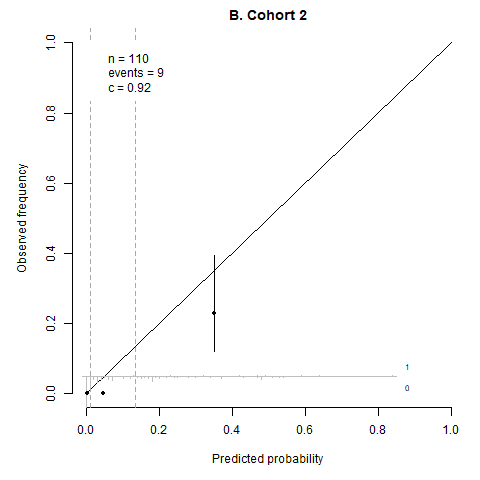 B. Cohort 2
n = 110
events = 9
c = 0.92
Observed frequency
1.0
0.8
0.6
0.4
0.2
0.0
1
0
0.0 0.2 0.4 0.6 0.8 1.0
Predicted probability